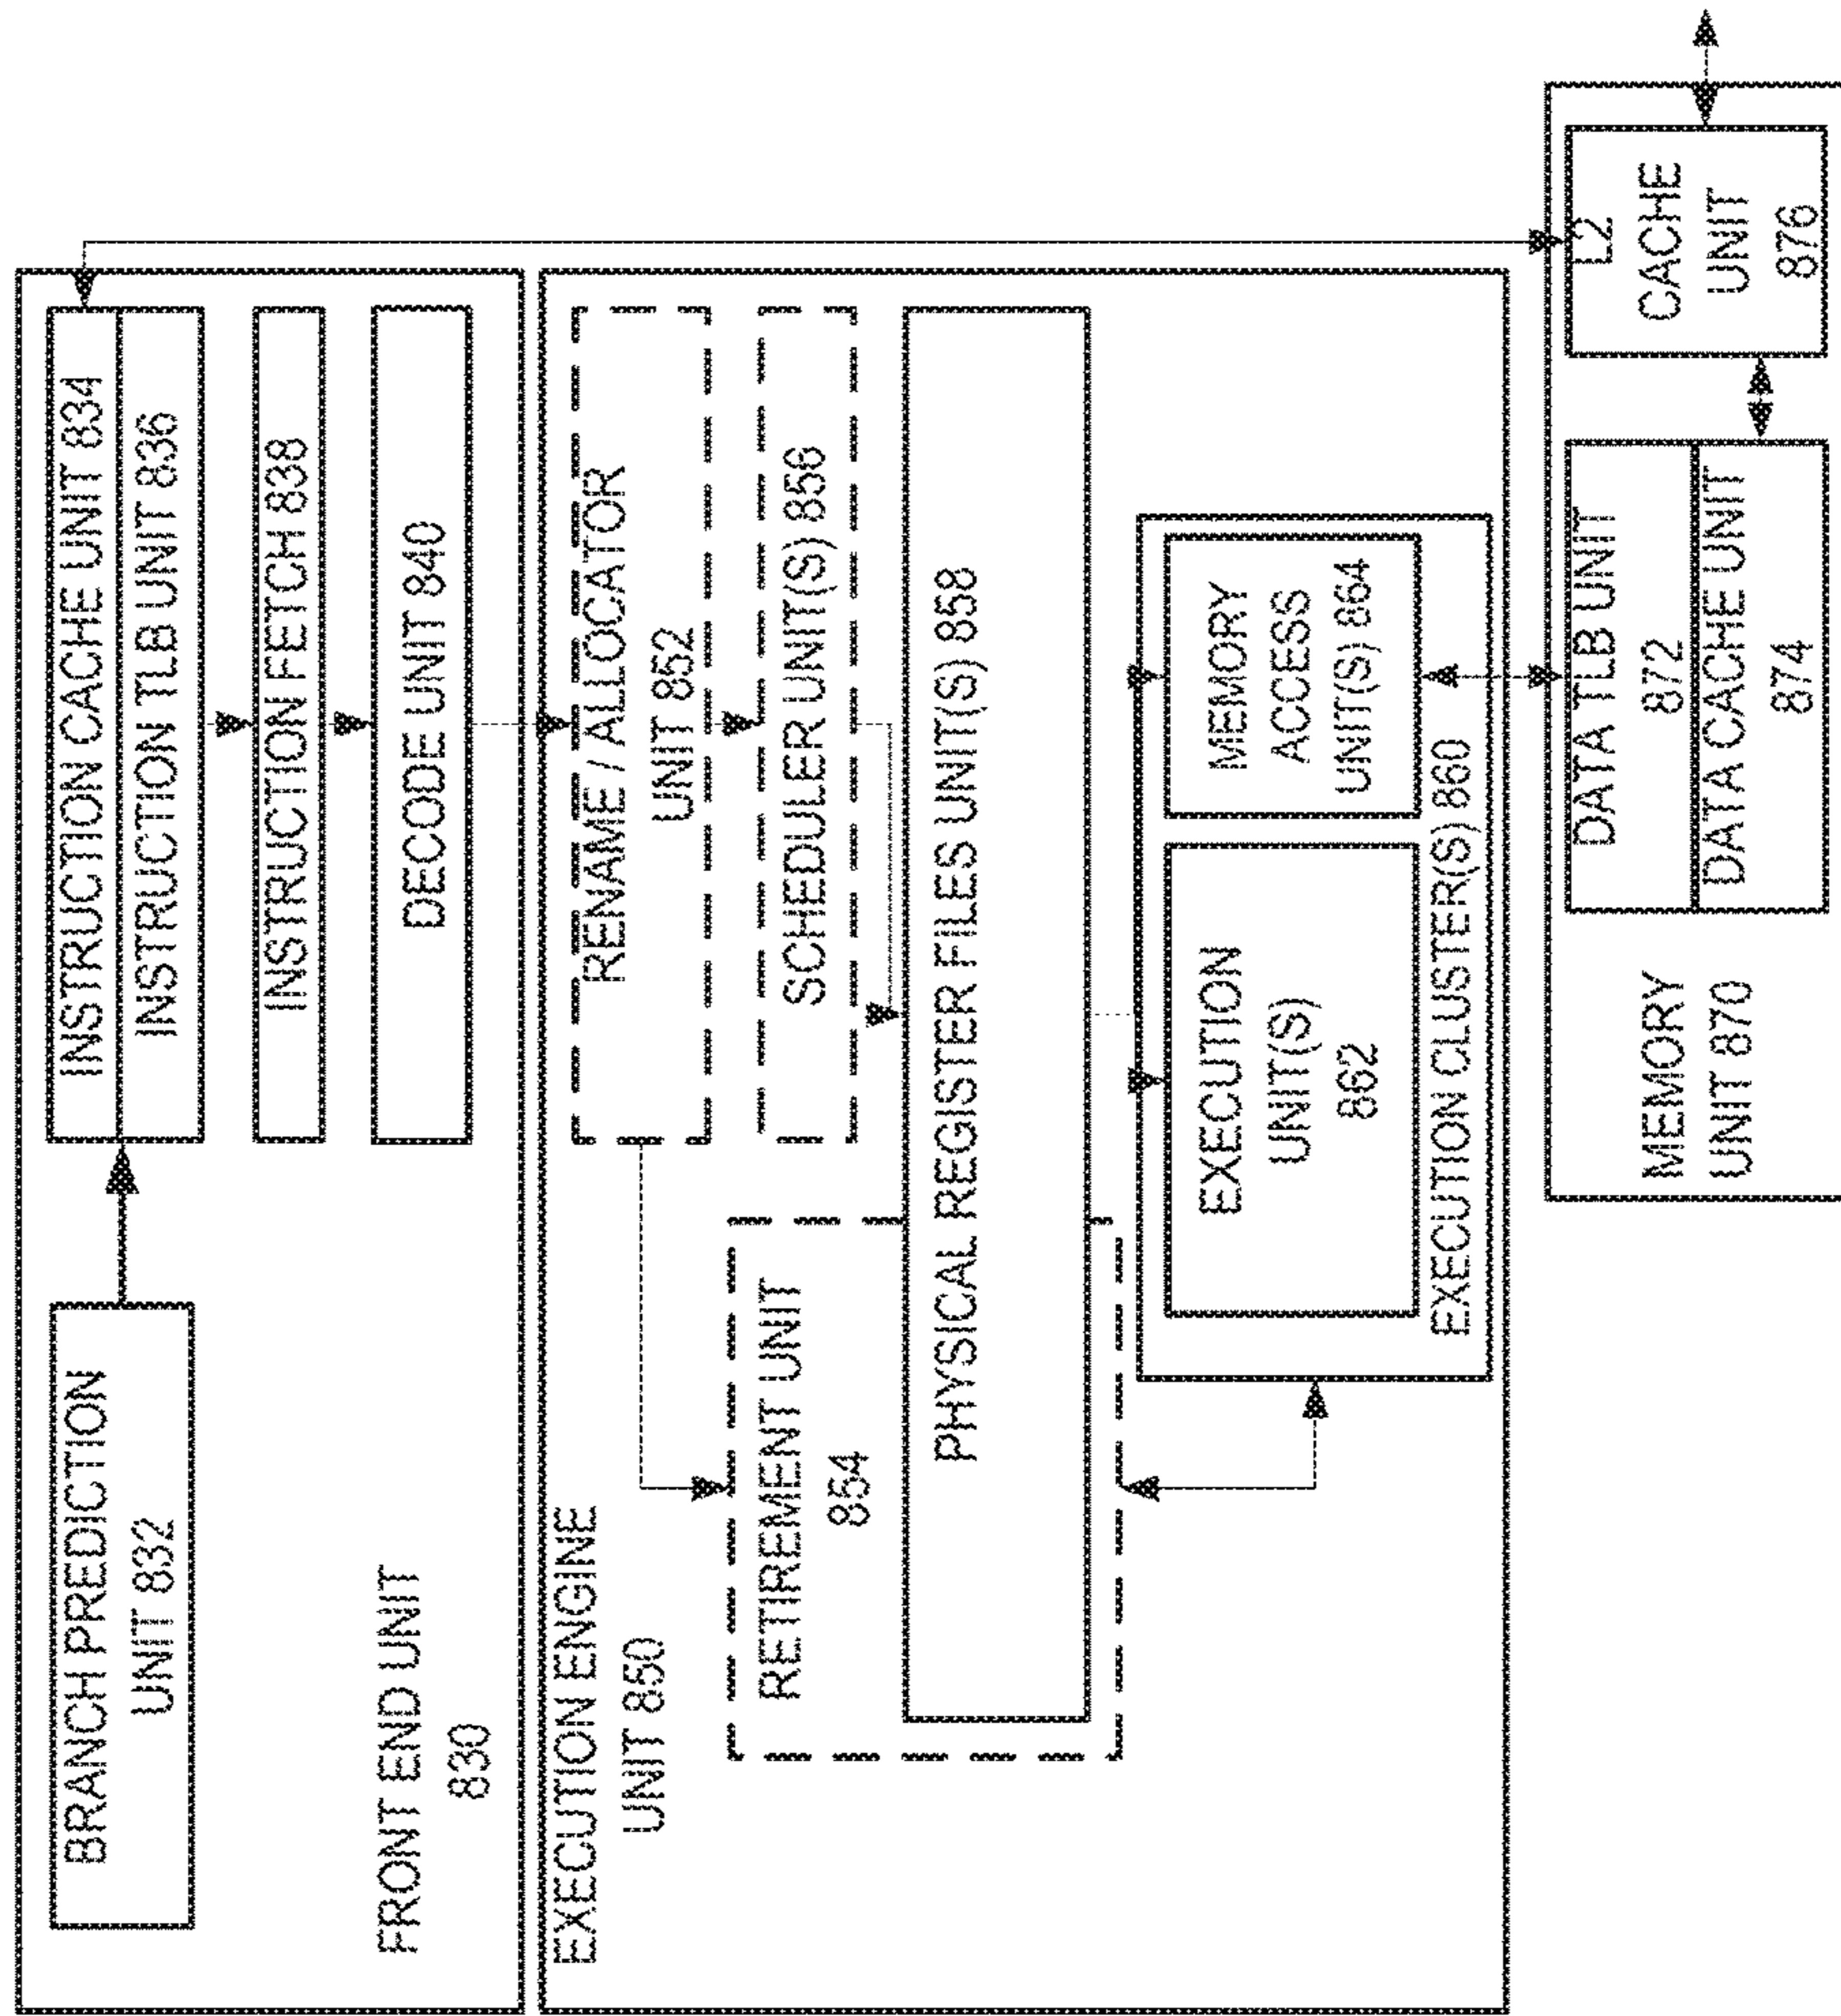 BRANCH PREDICTION
UNIT 832
INSTRUCTION CACHE UNIT 834
INSTRUCTION TLB UNIT 836
INSTRUCTION FETCH 838
DECODE UNIT 840
FRONT END UNIT
830
EXECUTION ENGINE
UNIT 850
RENAME / ALLOCATOR
UNIT 852
SCHEDULER UNIT(S) 856
RETIREMENT UNIT
854
PHYSICAL REGISTER FILES UNIT(S) 858
EXECUTION
UNIT(S)
862
MEMORY
ACCESS
UNIT(S) 864
EXECUTION CLUSTER(S) 860
MEMORY
UNIT 870
DATA TLB UNIT
872
DATA CACHE UNIT
874
L2
CACHE
UNIT
876